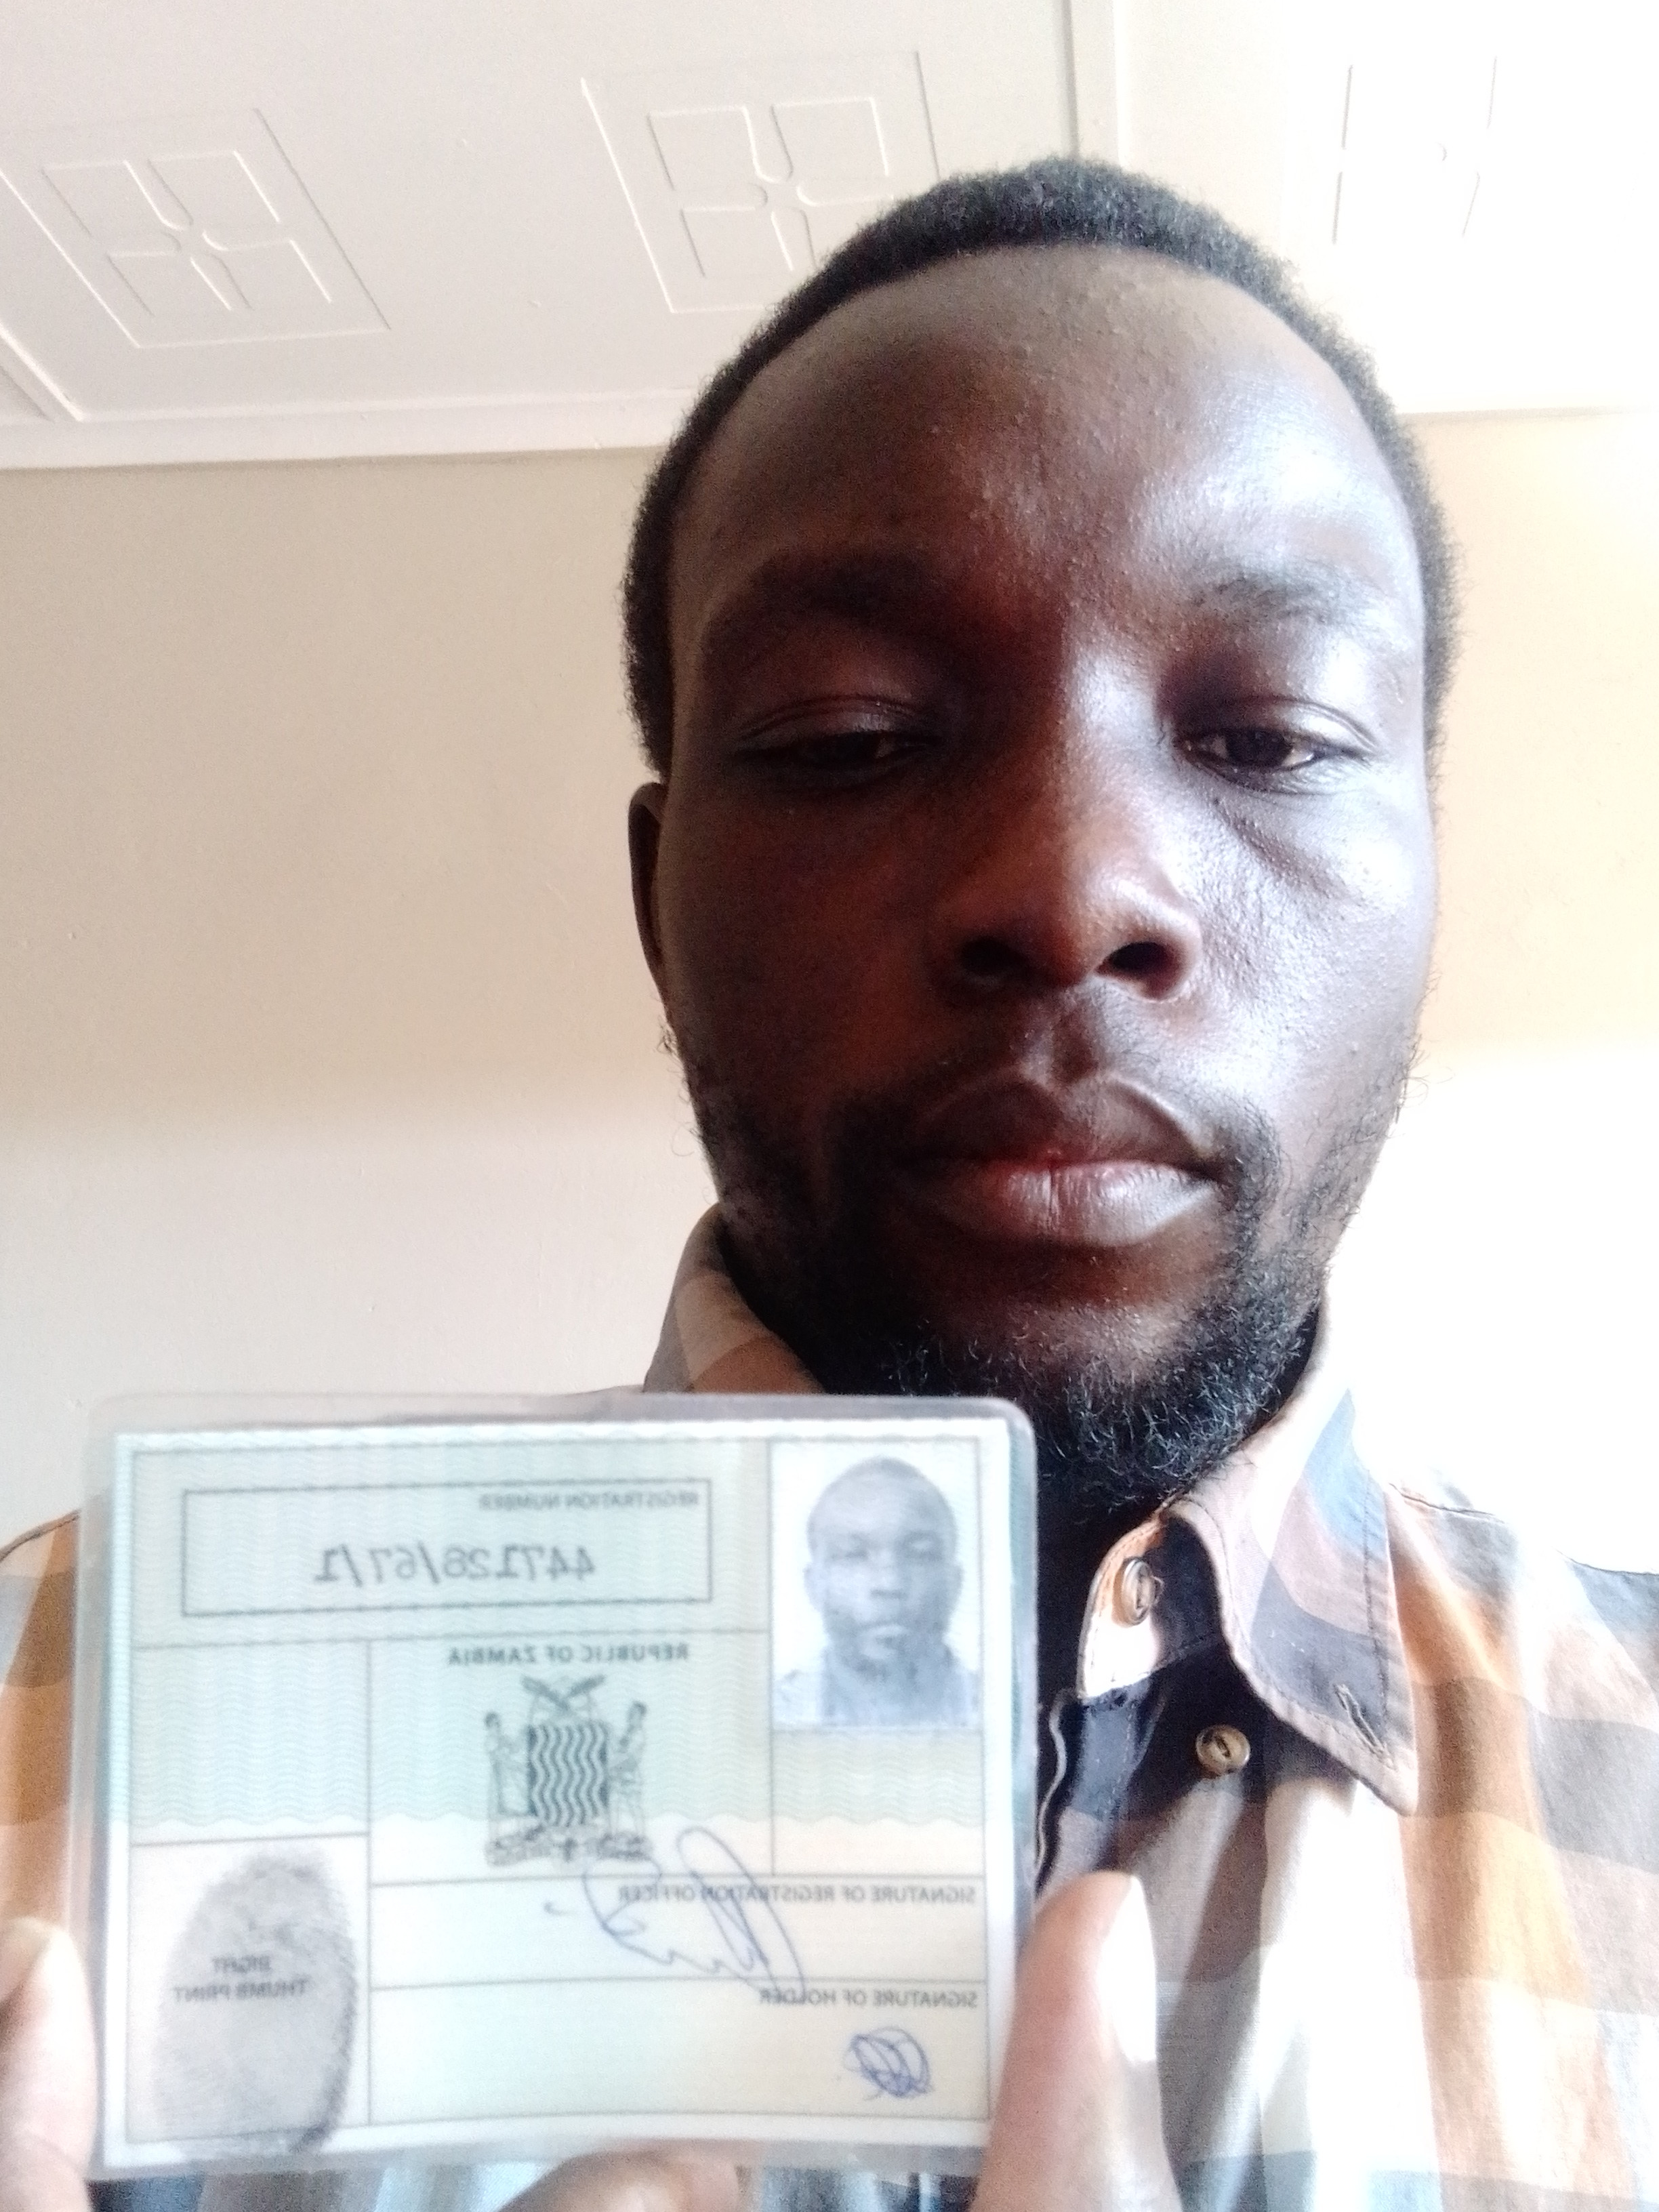 REGISTRATION NUMBER
447128/67/1
REPUBLIC OF ZAMBIA
SIGNATURE OF REGISTRATION OFFICER
RIGHT
THUMB PRINT
SIGNATURE OF HOLDER